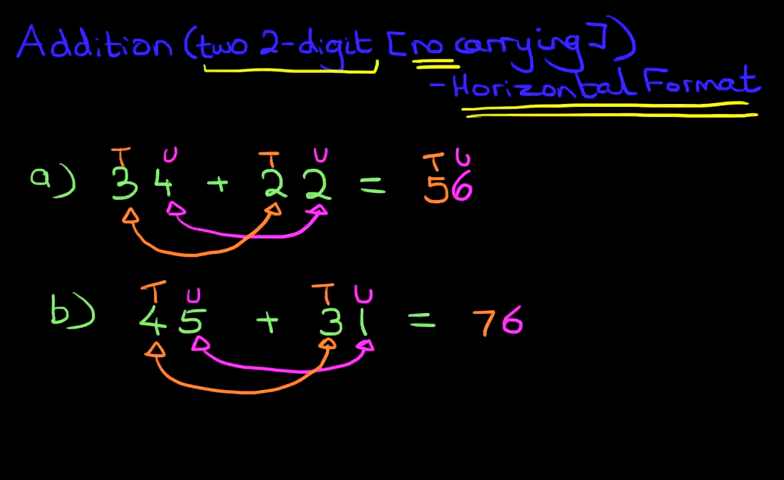 Addition (two 2-digit [no carrying])
-Horizontal Format
T U T U T U
a) 34 + 22 = 56
T U T U
b) 45 + 31 = 76